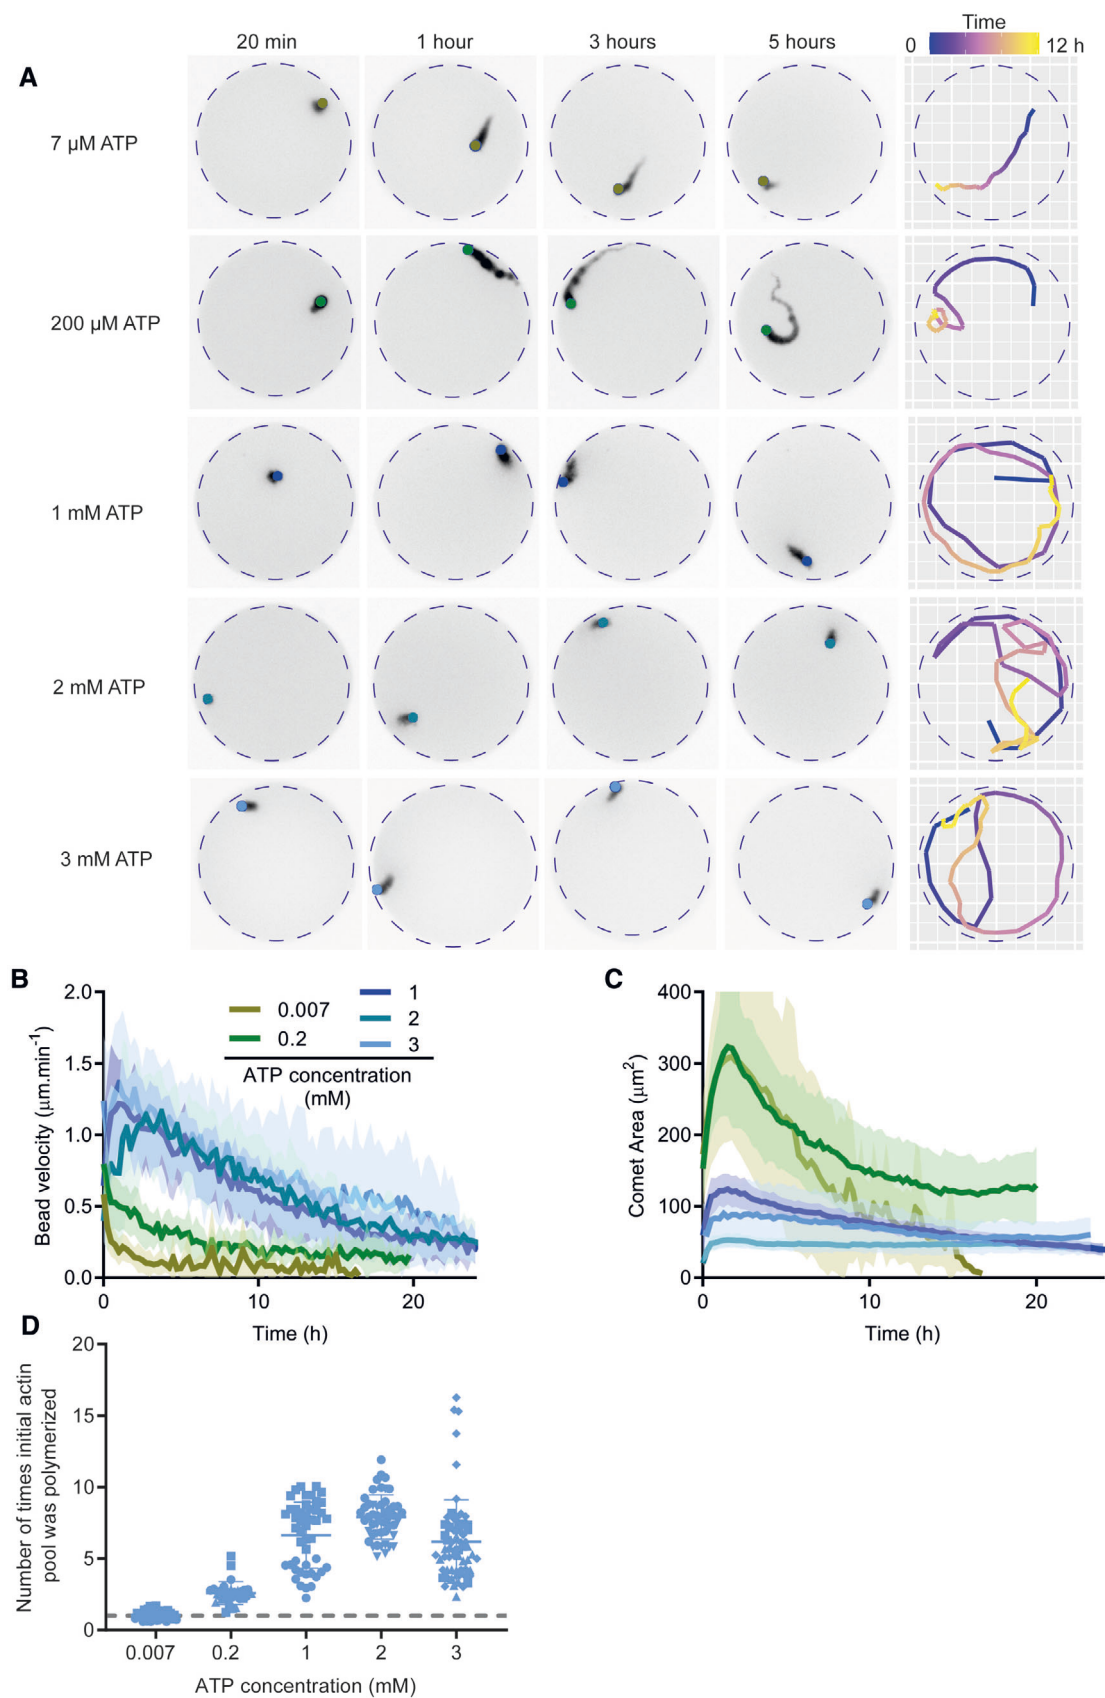 Time
20 min 1 hour 3 hours 5 hours 0 12 h
A
7 µM ATP
200 µM ATP
1 mM ATP
2 mM ATP
3 mM ATP
B
2.0
1.5
1.0
0.5
0.0
Bead velocity (µm.min⁻¹)
0.007
0.2
1
2
3
ATP concentration
(mM)
0 10 20
Time (h)
C
400
300
200
100
0
Comet Area (µm²)
0 10 20
Time (h)
D
20
15
10
5
0
Number of times initial actin
pool was polymerized
0.007 0.2 1 2 3
ATP concentration (mM)